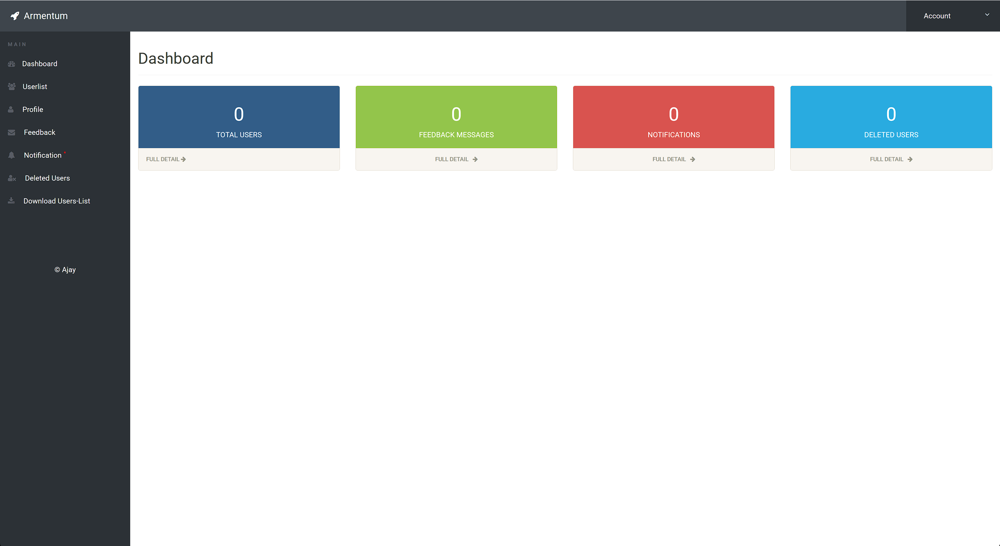 Armentum
Account
MAIN
Dashboard
Userlist
Profile
Feedback
Notification *
Deleted Users
Download Users-List
© Ajay
Dashboard
0
TOTAL USERS
FULL DETAIL
0
FEEDBACK MESSAGES
FULL DETAIL
0
NOTIFICATIONS
FULL DETAIL
0
DELETED USERS
FULL DETAIL